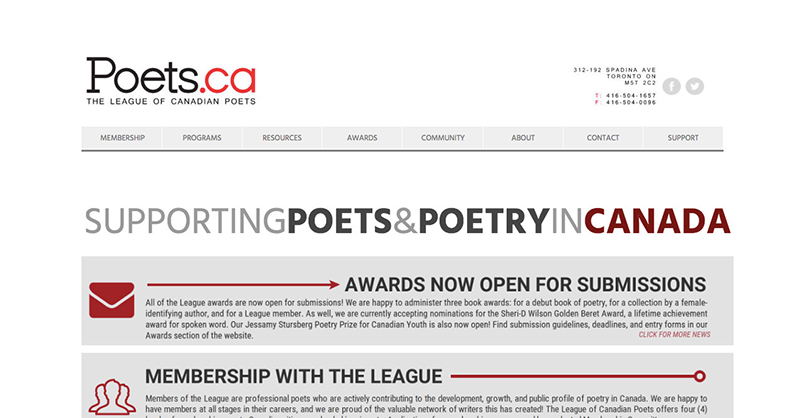 Poets.ca
THE LEAGUE OF CANADIAN POETS
312-192 SPADINA AVE
TORONTO ON
M5T 2C2
T: 416-504-1657
F: 416-504-0096
MEMBERSHIP PROGRAMS RESOURCES AWARDS COMMUNITY ABOUT CONTACT SUPPORT
SUPPORTINGPOETS&POETRYINCANADA
AWARDS NOW OPEN FOR SUBMISSIONS
All of the League awards are now open for submissions! We are happy to administer three book awards: for a debut book of poetry, for a collection by a female-
identifying author, and for a League member. As well, we are currently accepting nominations for the Sheri-D Wilson Golden Beret Award, a lifetime achievement
award for spoken word. Our Jessamy Stursberg Poetry Prize for Canadian Youth is also now open! Find submission guidelines, deadlines, and entry forms in our
Awards section of the website.
CLICK FOR MORE NEWS
MEMBERSHIP WITH THE LEAGUE
Members of the League are professional poets who are actively contributing to the development, growth, and public profile of poetry in Canada. We are happy to
have members at all stages in their careers, and we are proud of the valuable network of writers this has created! The League of Canadian Poets offers four (4)